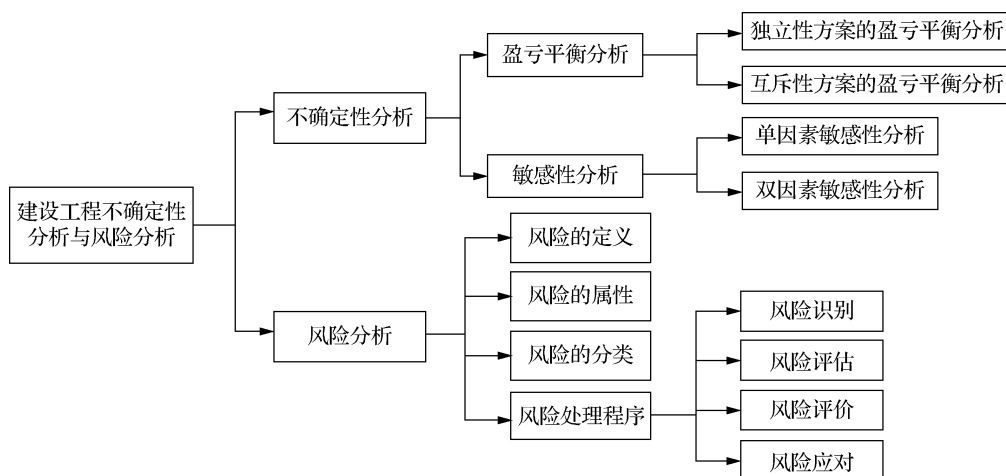 建设工程不确定性
分析与风险分析
不确定性分析
盈亏平衡分析
独立性方案的盈亏平衡分析
互斥性方案的盈亏平衡分析
敏感性分析
单因素敏感性分析
双因素敏感性分析
风险分析
风险的定义
风险的属性
风险的分类
风险处理程序
风险识别
风险评估
风险评价
风险应对